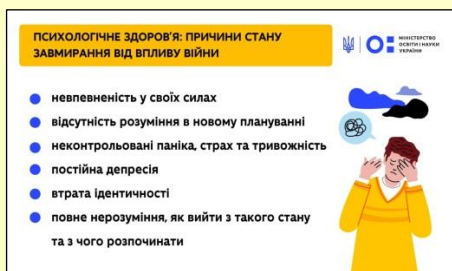 ПСИХОЛОГІЧНЕ ЗДОРОВ'Я: ПРИЧИНИ СТАНУ
ЗАВМИРАННЯ ВІД ВПЛИВУ ВІЙНИ
МІНІСТЕРСТВО
ОСВІТИ І НАУКИ
УКРАЇНИ
невпевненість у своїх силах
відсутність розуміння в новому плануванні
неконтрольовані паніка, страх та тривожність
постійна депресія
втрата ідентичності
повне нерозуміння, як вийти з такого стану
та з чого розпочинати